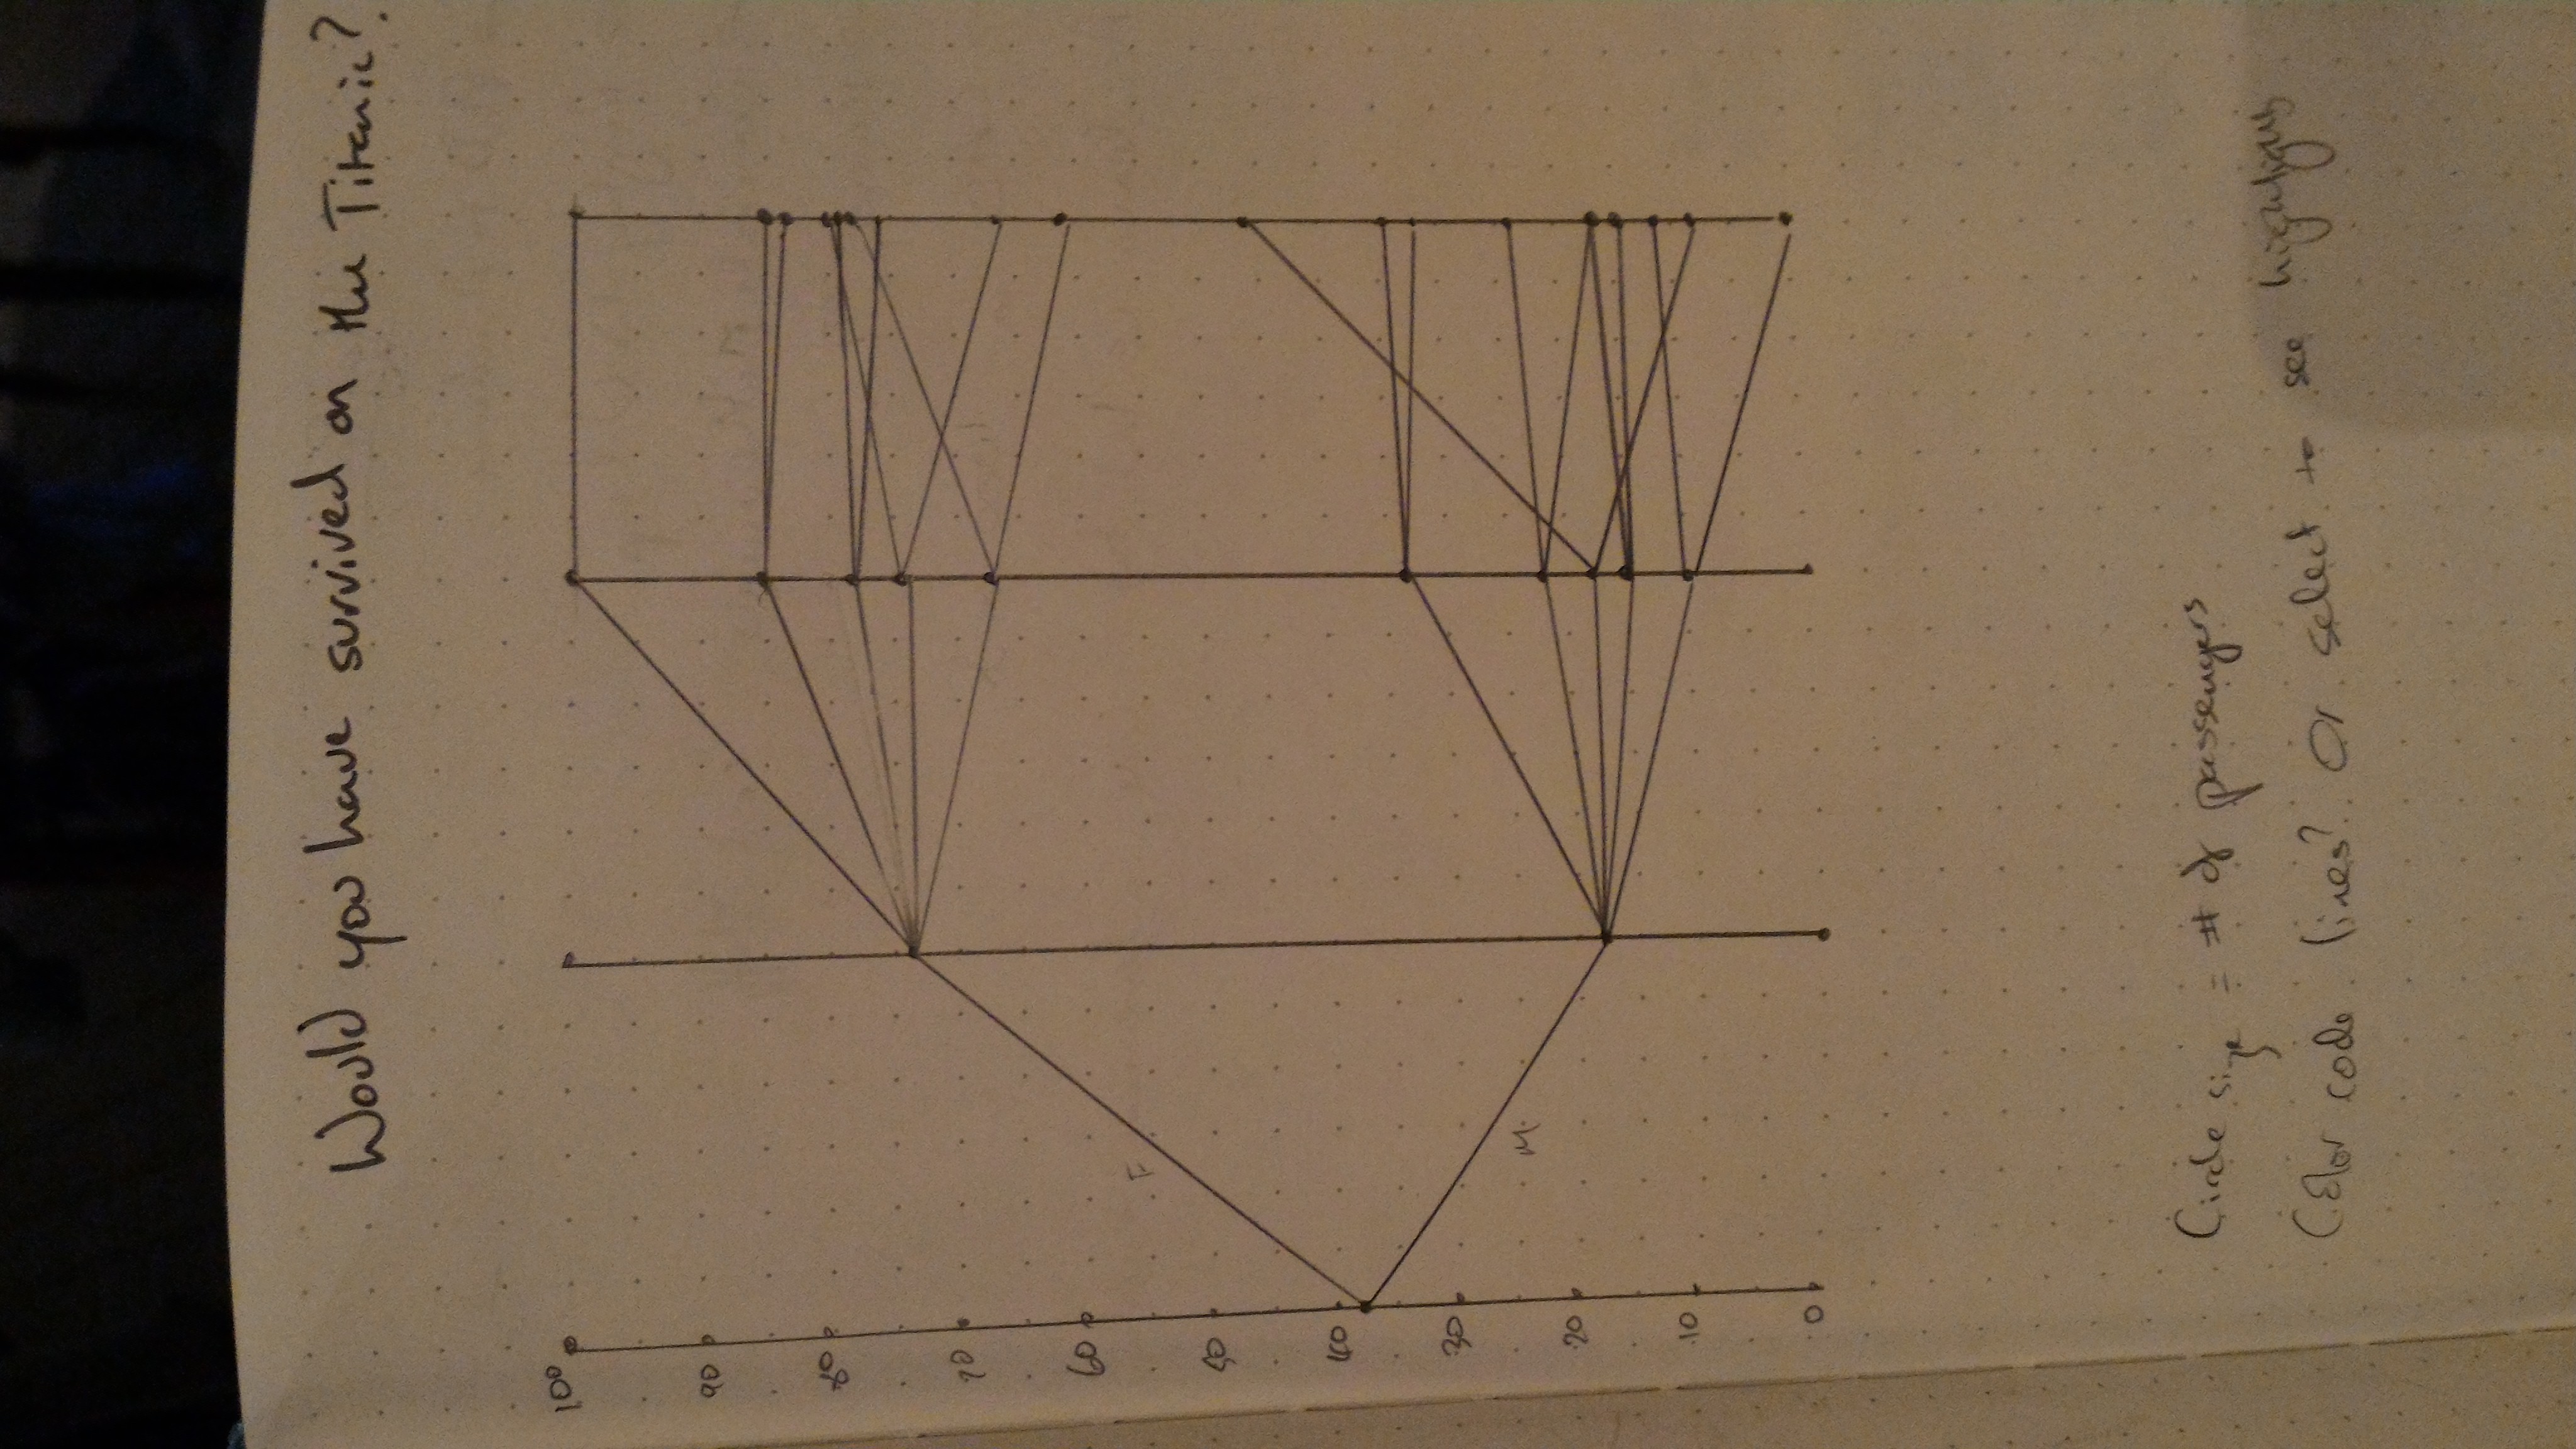 Would you have survived on the Titanic?
100
90
80
70
60
F
50
40
30
M
20
10
0
Circle size = # of passengers
Color code lines? Or select to see highlights